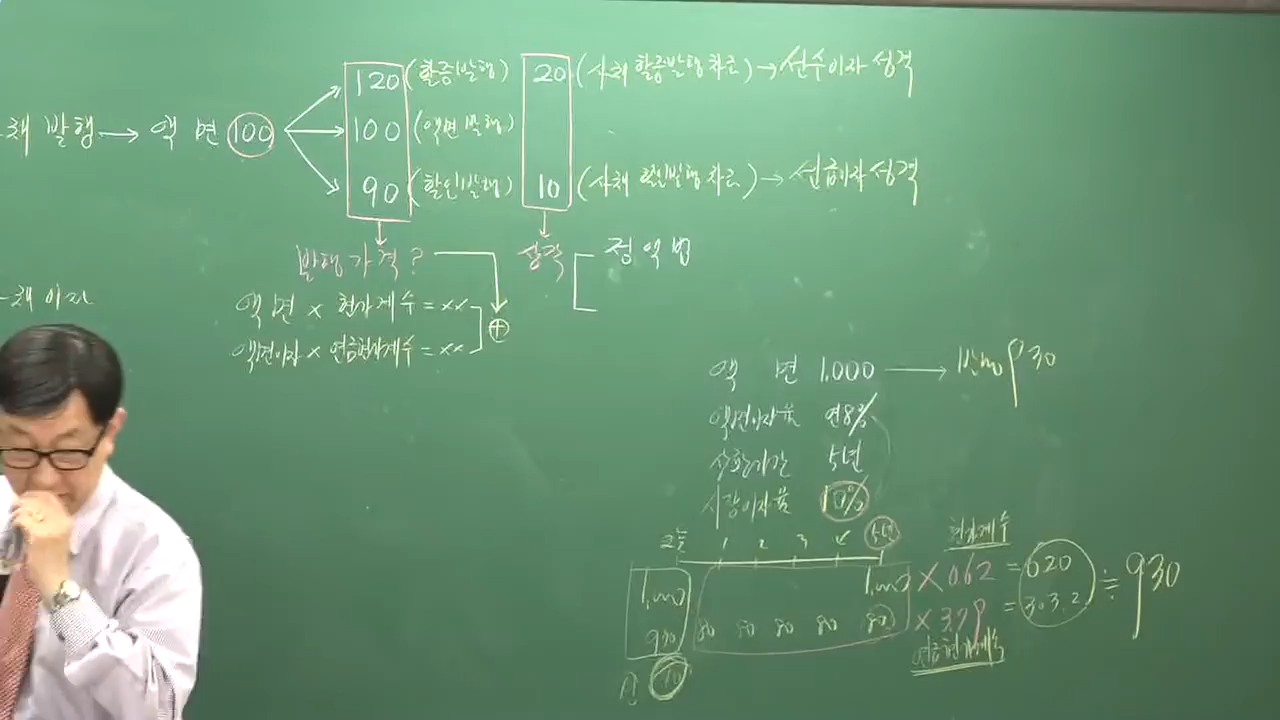 120 (할증발행) 20 (사채할증발행차금) → 선수이자 성격
채 발행 → 액면 100 100 (액면발행)
90 (할인발행) 10 (사채할인발행차금) → 선급이자 성격
발행가격? 상각 정액법
액면 × 현가계수 = ××
액면이자 × 연금현가계수 = ××
⊕
채 이자
액면 1,000 → 930
액면이자율 연8%
상환기간 5년
시장이자율 10%
오늘 1 2 3 4 5년
현가계수
1,000 1,000 × 0.62 = 620
930 80 80 80 80 80 × 3.79 = 303.2 ≒ 930
연금현가계수
70